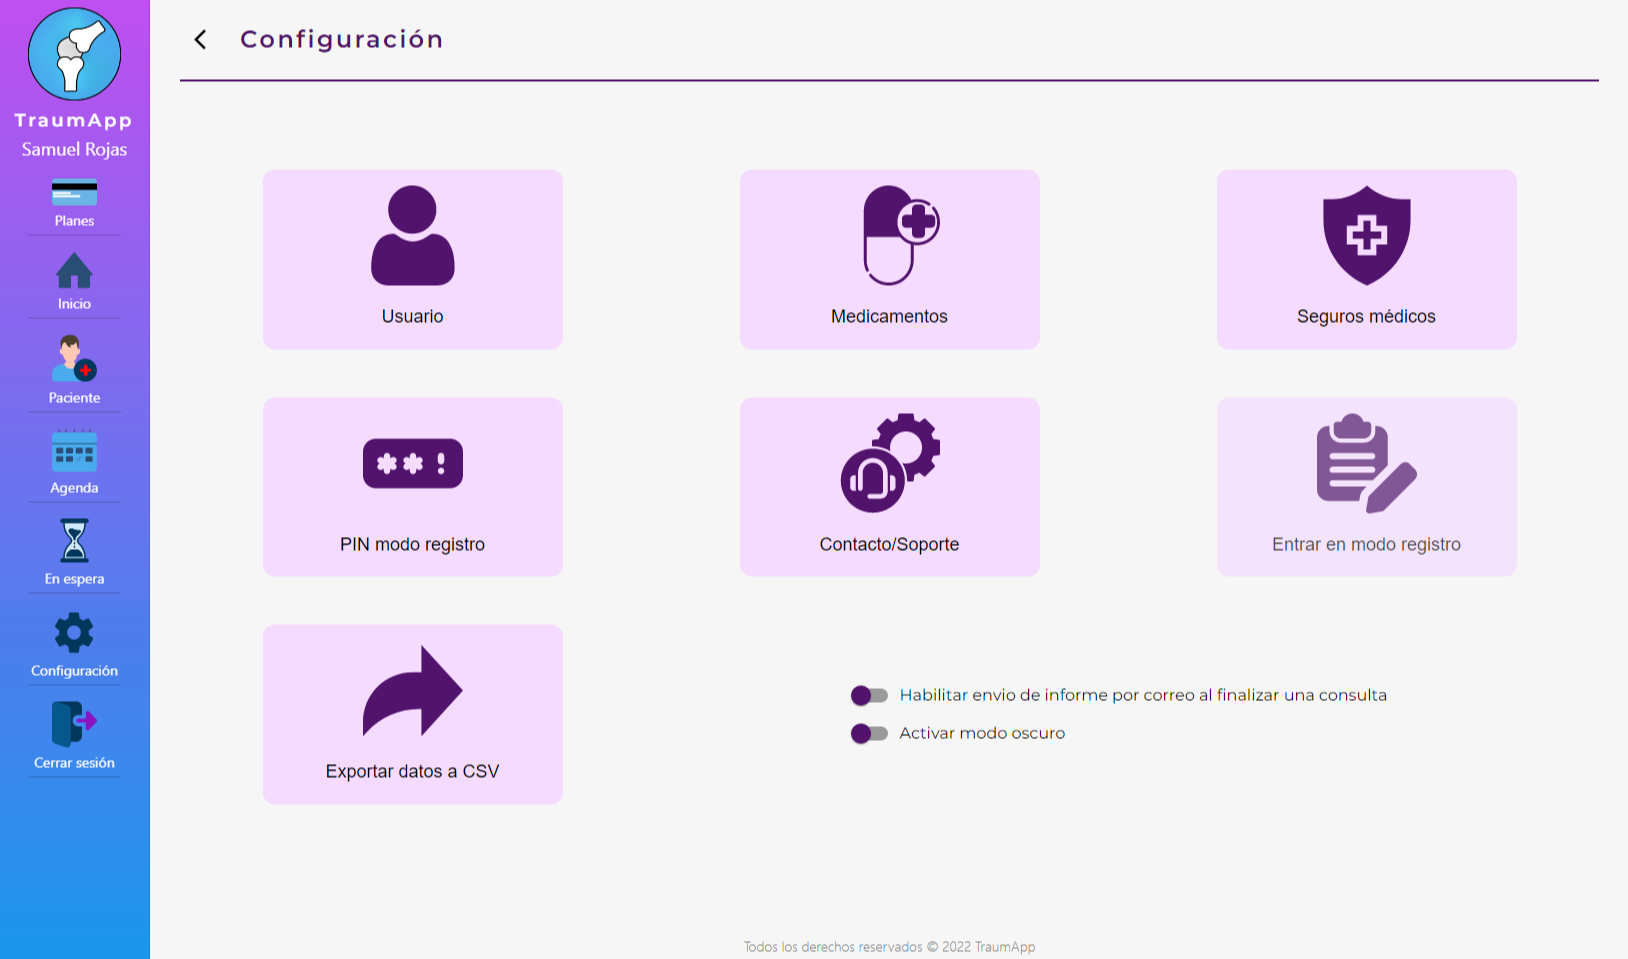 TraumApp
Samuel Rojas
Planes
Inicio
Paciente
Agenda
En espera
Configuración
Cerrar sesión
Configuración
Usuario
Medicamentos
Seguros médicos
**!
PIN modo registro
Contacto/Soporte
Entrar en modo registro
Exportar datos a CSV
Habilitar envio de informe por correo al finalizar una consulta
Activar modo oscuro
Todos los derechos reservados © 2022 TraumApp